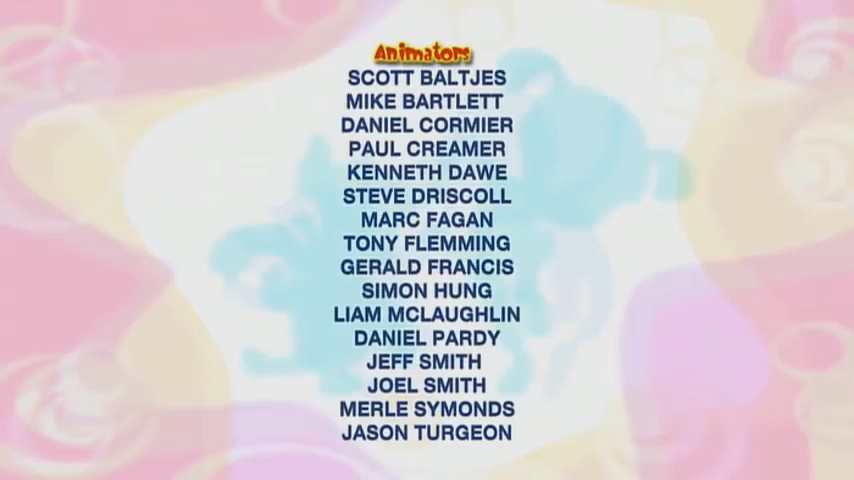 Animators
SCOTT BALTJES
MIKE BARTLETT
DANIEL CORMIER
PAUL CREAMER
KENNETH DAWE
STEVE DRISCOLL
MARC FAGAN
TONY FLEMMING
GERALD FRANCIS
SIMON HUNG
LIAM MCLAUGHLIN
DANIEL PARDY
JEFF SMITH
JOEL SMITH
MERLE SYMONDS
JASON TURGEON